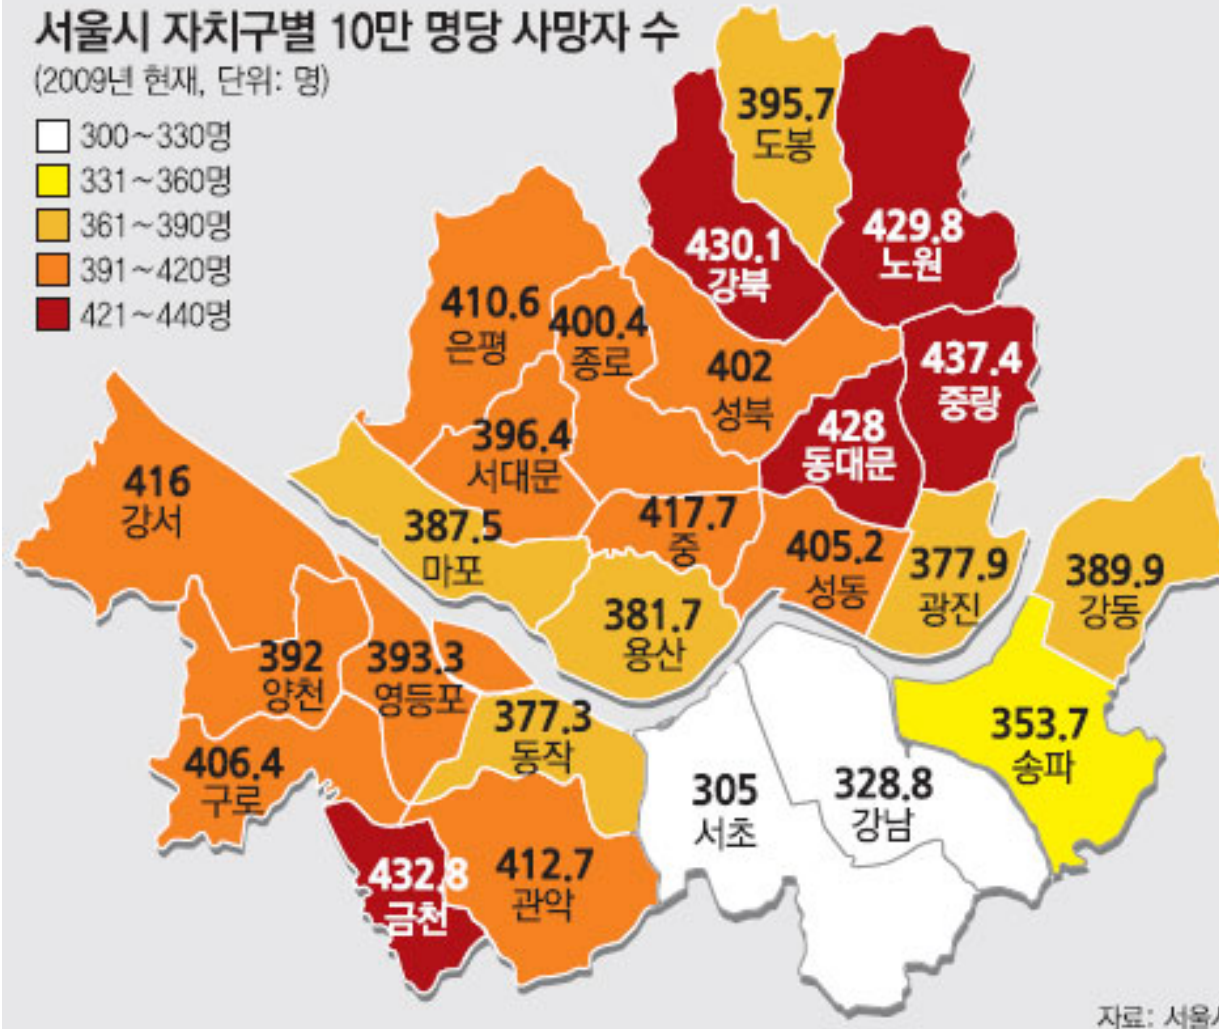 서울시 자치구별 10만 명당 사망자 수
(2009년 현재, 단위: 명)
300~330명
331~360명
361~390명
391~420명
421~440명
395.7
도봉
429.8
노원
430.1
강북
410.6
은평
400.4
종로
402
성북
437.4
중랑
428
동대문
396.4
서대문
416
강서
387.5
마포
417.7
중
405.2
성동
377.9
광진
389.9
강동
381.7
용산
392
양천
393.3
영등포
377.3
동작
353.7
송파
406.4
구로
305
서초
328.8
강남
432.8
금천
412.7
관악
자료: 서울시